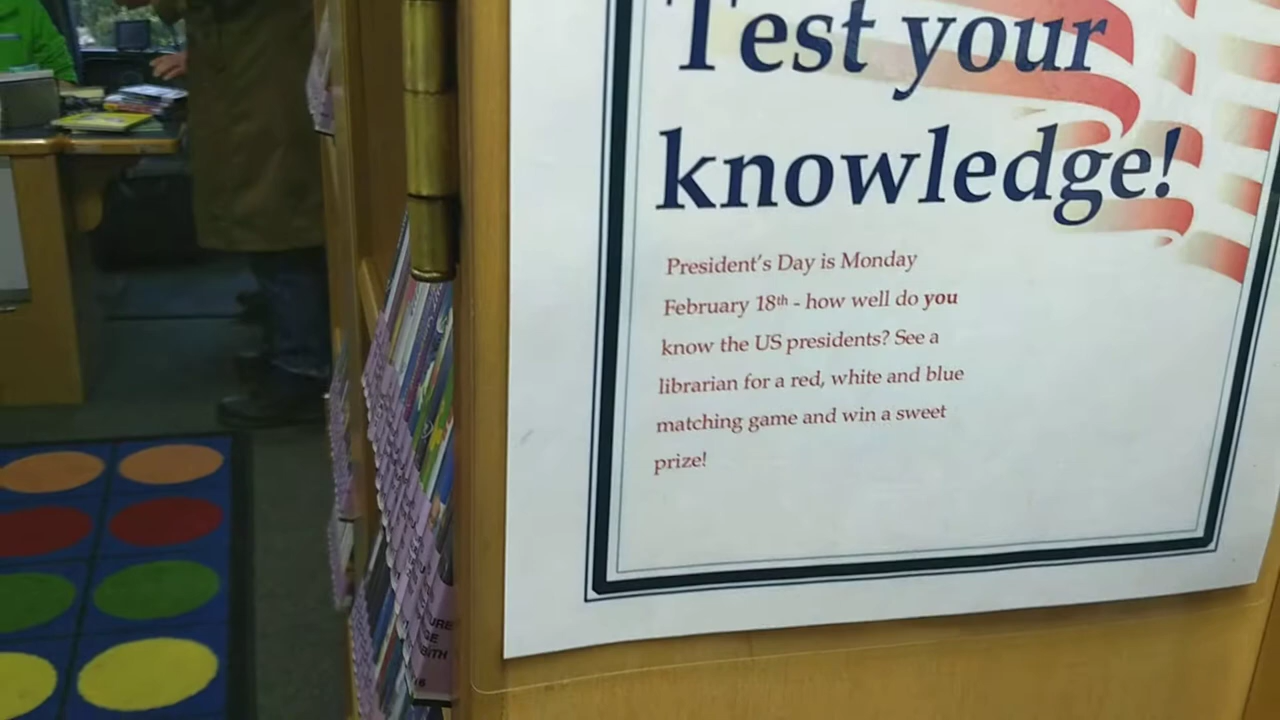 Test your
knowledge!
President's Day is Monday
February 18th - how well do you
know the US presidents? See a
librarian for a red, white and blue
matching game and win a sweet
prize!